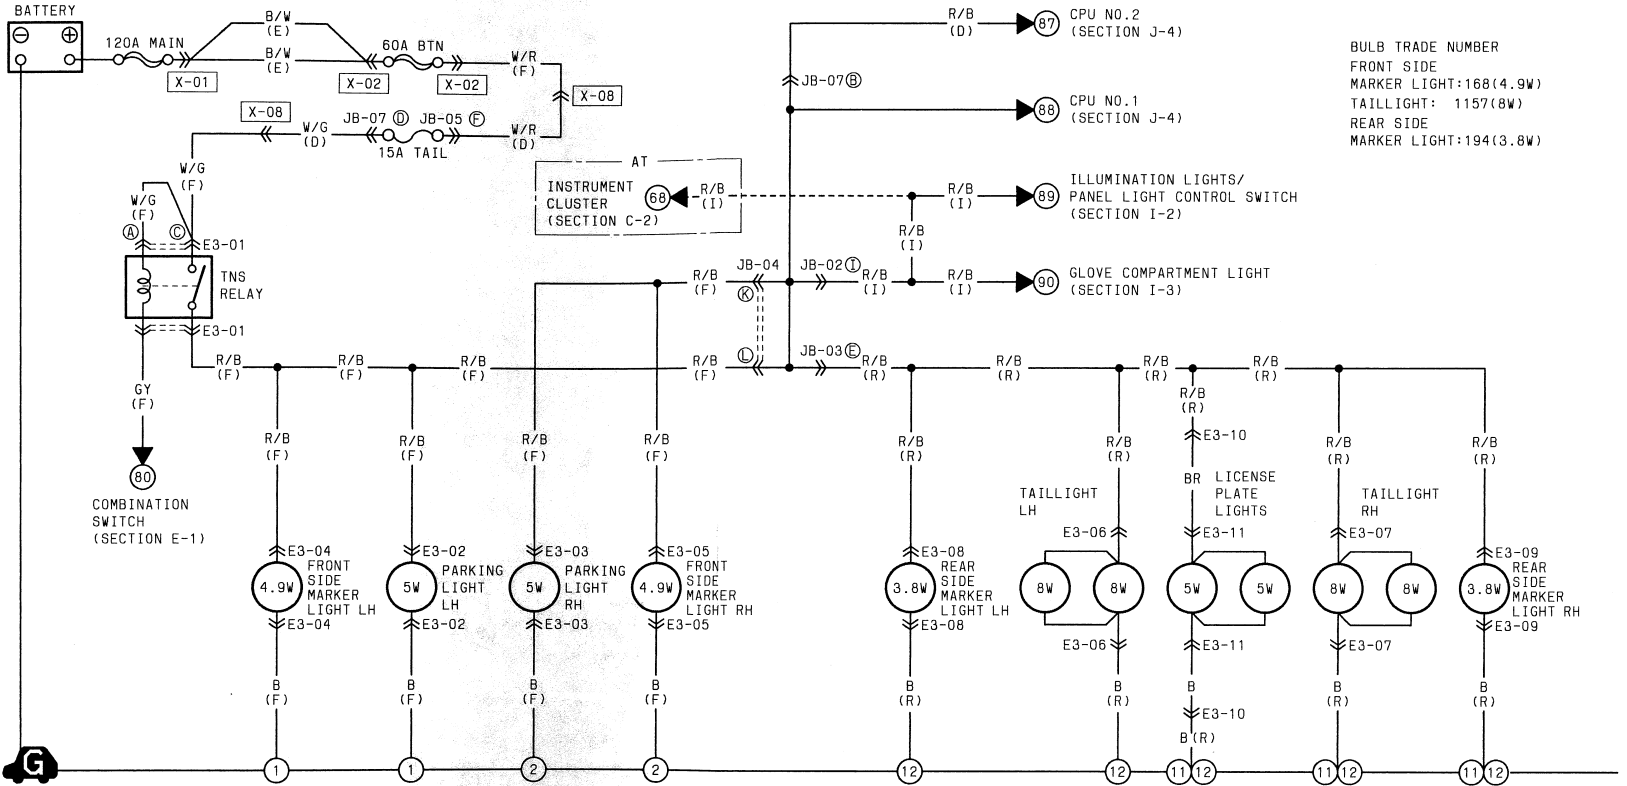 BATTERY
120A MAIN
B/W
(E)
B/W
(E)
60A BTN
W/R
(F)
X-01
X-02
X-02
X-08
X-08
W/G
(D)
JB-07 D
JB-05 F
15A TAIL
W/R
(D)
W/G
(F)
W/G
(F)
A
C
E3-01
TNS
RELAY
E3-01
GY
(F)
80
COMBINATION
SWITCH
(SECTION E-1)
R/B
(D)
87
CPU NO.2
(SECTION J-4)
JB-07 B
88
CPU NO.1
(SECTION J-4)
BULB TRADE NUMBER
FRONT SIDE
MARKER LIGHT:168(4.9W)
TAILLIGHT: 1157(8W)
REAR SIDE
MARKER LIGHT:194(3.8W)
AT
INSTRUMENT
CLUSTER
(SECTION C-2)
68
R/B
(I)
R/B
(I)
89
ILLUMINATION LIGHTS/
PANEL LIGHT CONTROL SWITCH
(SECTION I-2)
R/B
(I)
R/B
(F)
JB-04
K
JB-02 I
R/B
(I)
R/B
(I)
90
GLOVE COMPARTMENT LIGHT
(SECTION I-3)
R/B
(F)
R/B
(F)
R/B
(F)
R/B
(F)
L
JB-03 E
R/B
(R)
R/B
(R)
R/B
(R)
R/B
(R)
R/B
(R)
E3-10
BR
R/B
(F)
R/B
(F)
R/B
(F)
R/B
(F)
R/B
(R)
R/B
(R)
R/B
(R)
R/B
(R)
TAILLIGHT
LH
LICENSE
PLATE
LIGHTS
TAILLIGHT
RH
E3-04
4.9W
FRONT
SIDE
MARKER
LIGHT LH
E3-04
E3-02
5W
PARKING
LIGHT
LH
E3-02
E3-03
5W
PARKING
LIGHT
RH
E3-03
E3-05
4.9W
FRONT
SIDE
MARKER
LIGHT RH
E3-05
E3-08
3.8W
REAR
SIDE
MARKER
LIGHT LH
E3-08
E3-06
8W
8W
E3-06
E3-11
5W
5W
E3-11
E3-07
8W
8W
E3-07
E3-09
3.8W
REAR
SIDE
MARKER
LIGHT RH
E3-09
B
(F)
B
(F)
B
(F)
B
(F)
B
(R)
B
(R)
B
E3-10
B(R)
B
(R)
B
(R)
G
1
1
2
2
12
12
11 12
11 12
11 12